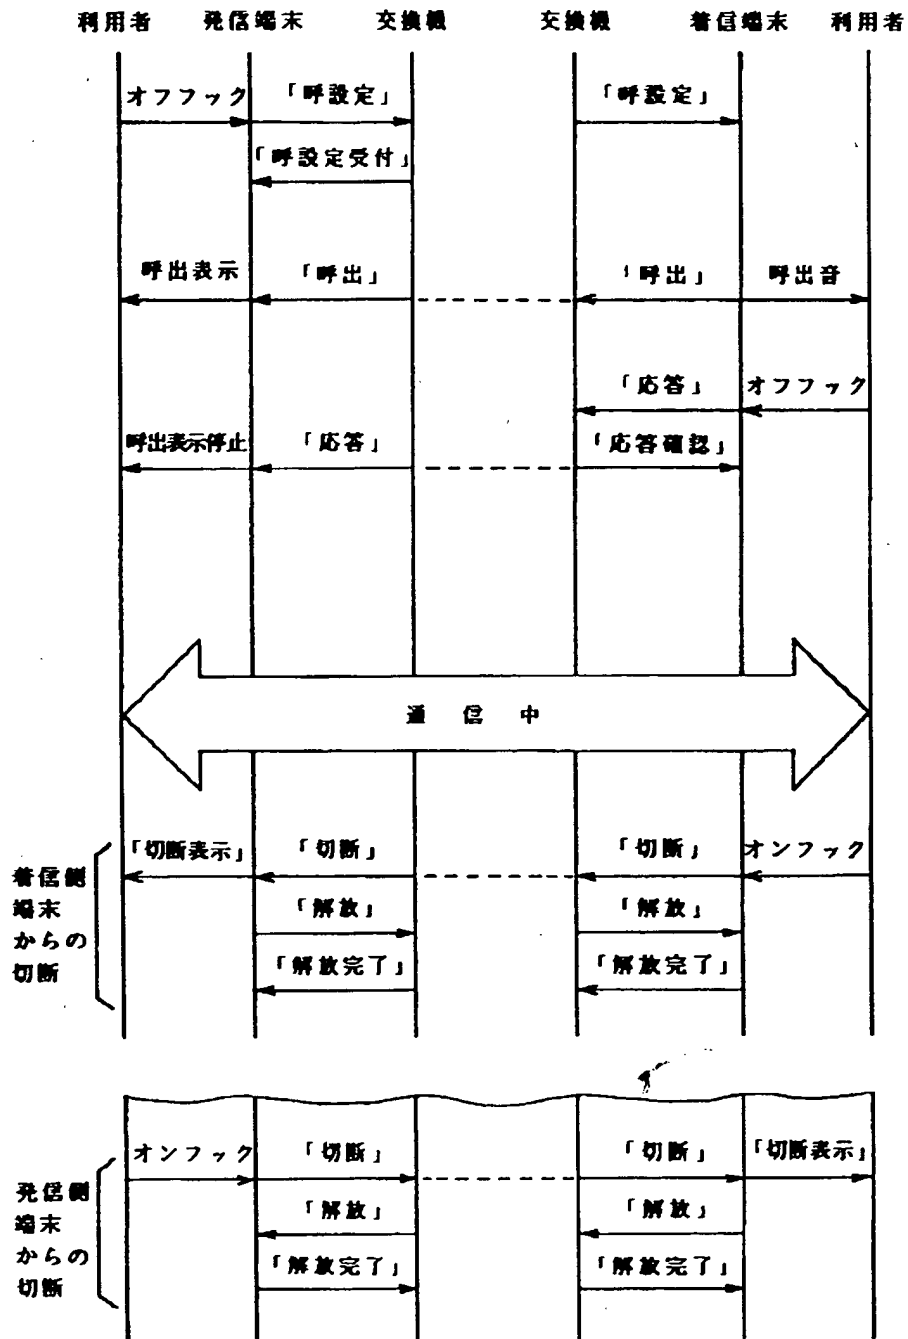 利用者 発信端末 交換機 交換機 着信端末 利用者
オフフック 「呼設定」 「呼設定」
「呼設定受付」
呼出表示 「呼出」 「呼出」 呼出音
「応答」 オフフック
呼出表示停止 「応答」 「応答確認」
通信中
「切断表示」 「切断」 「切断」 オンフック
着信側
端末
からの
切断
「解放」 「解放」
「解放完了」 「解放完了」
オンフック 「切断」 「切断」 「切断表示」
発信側
端末
からの
切断
「解放」 「解放」
「解放完了」 「解放完了」